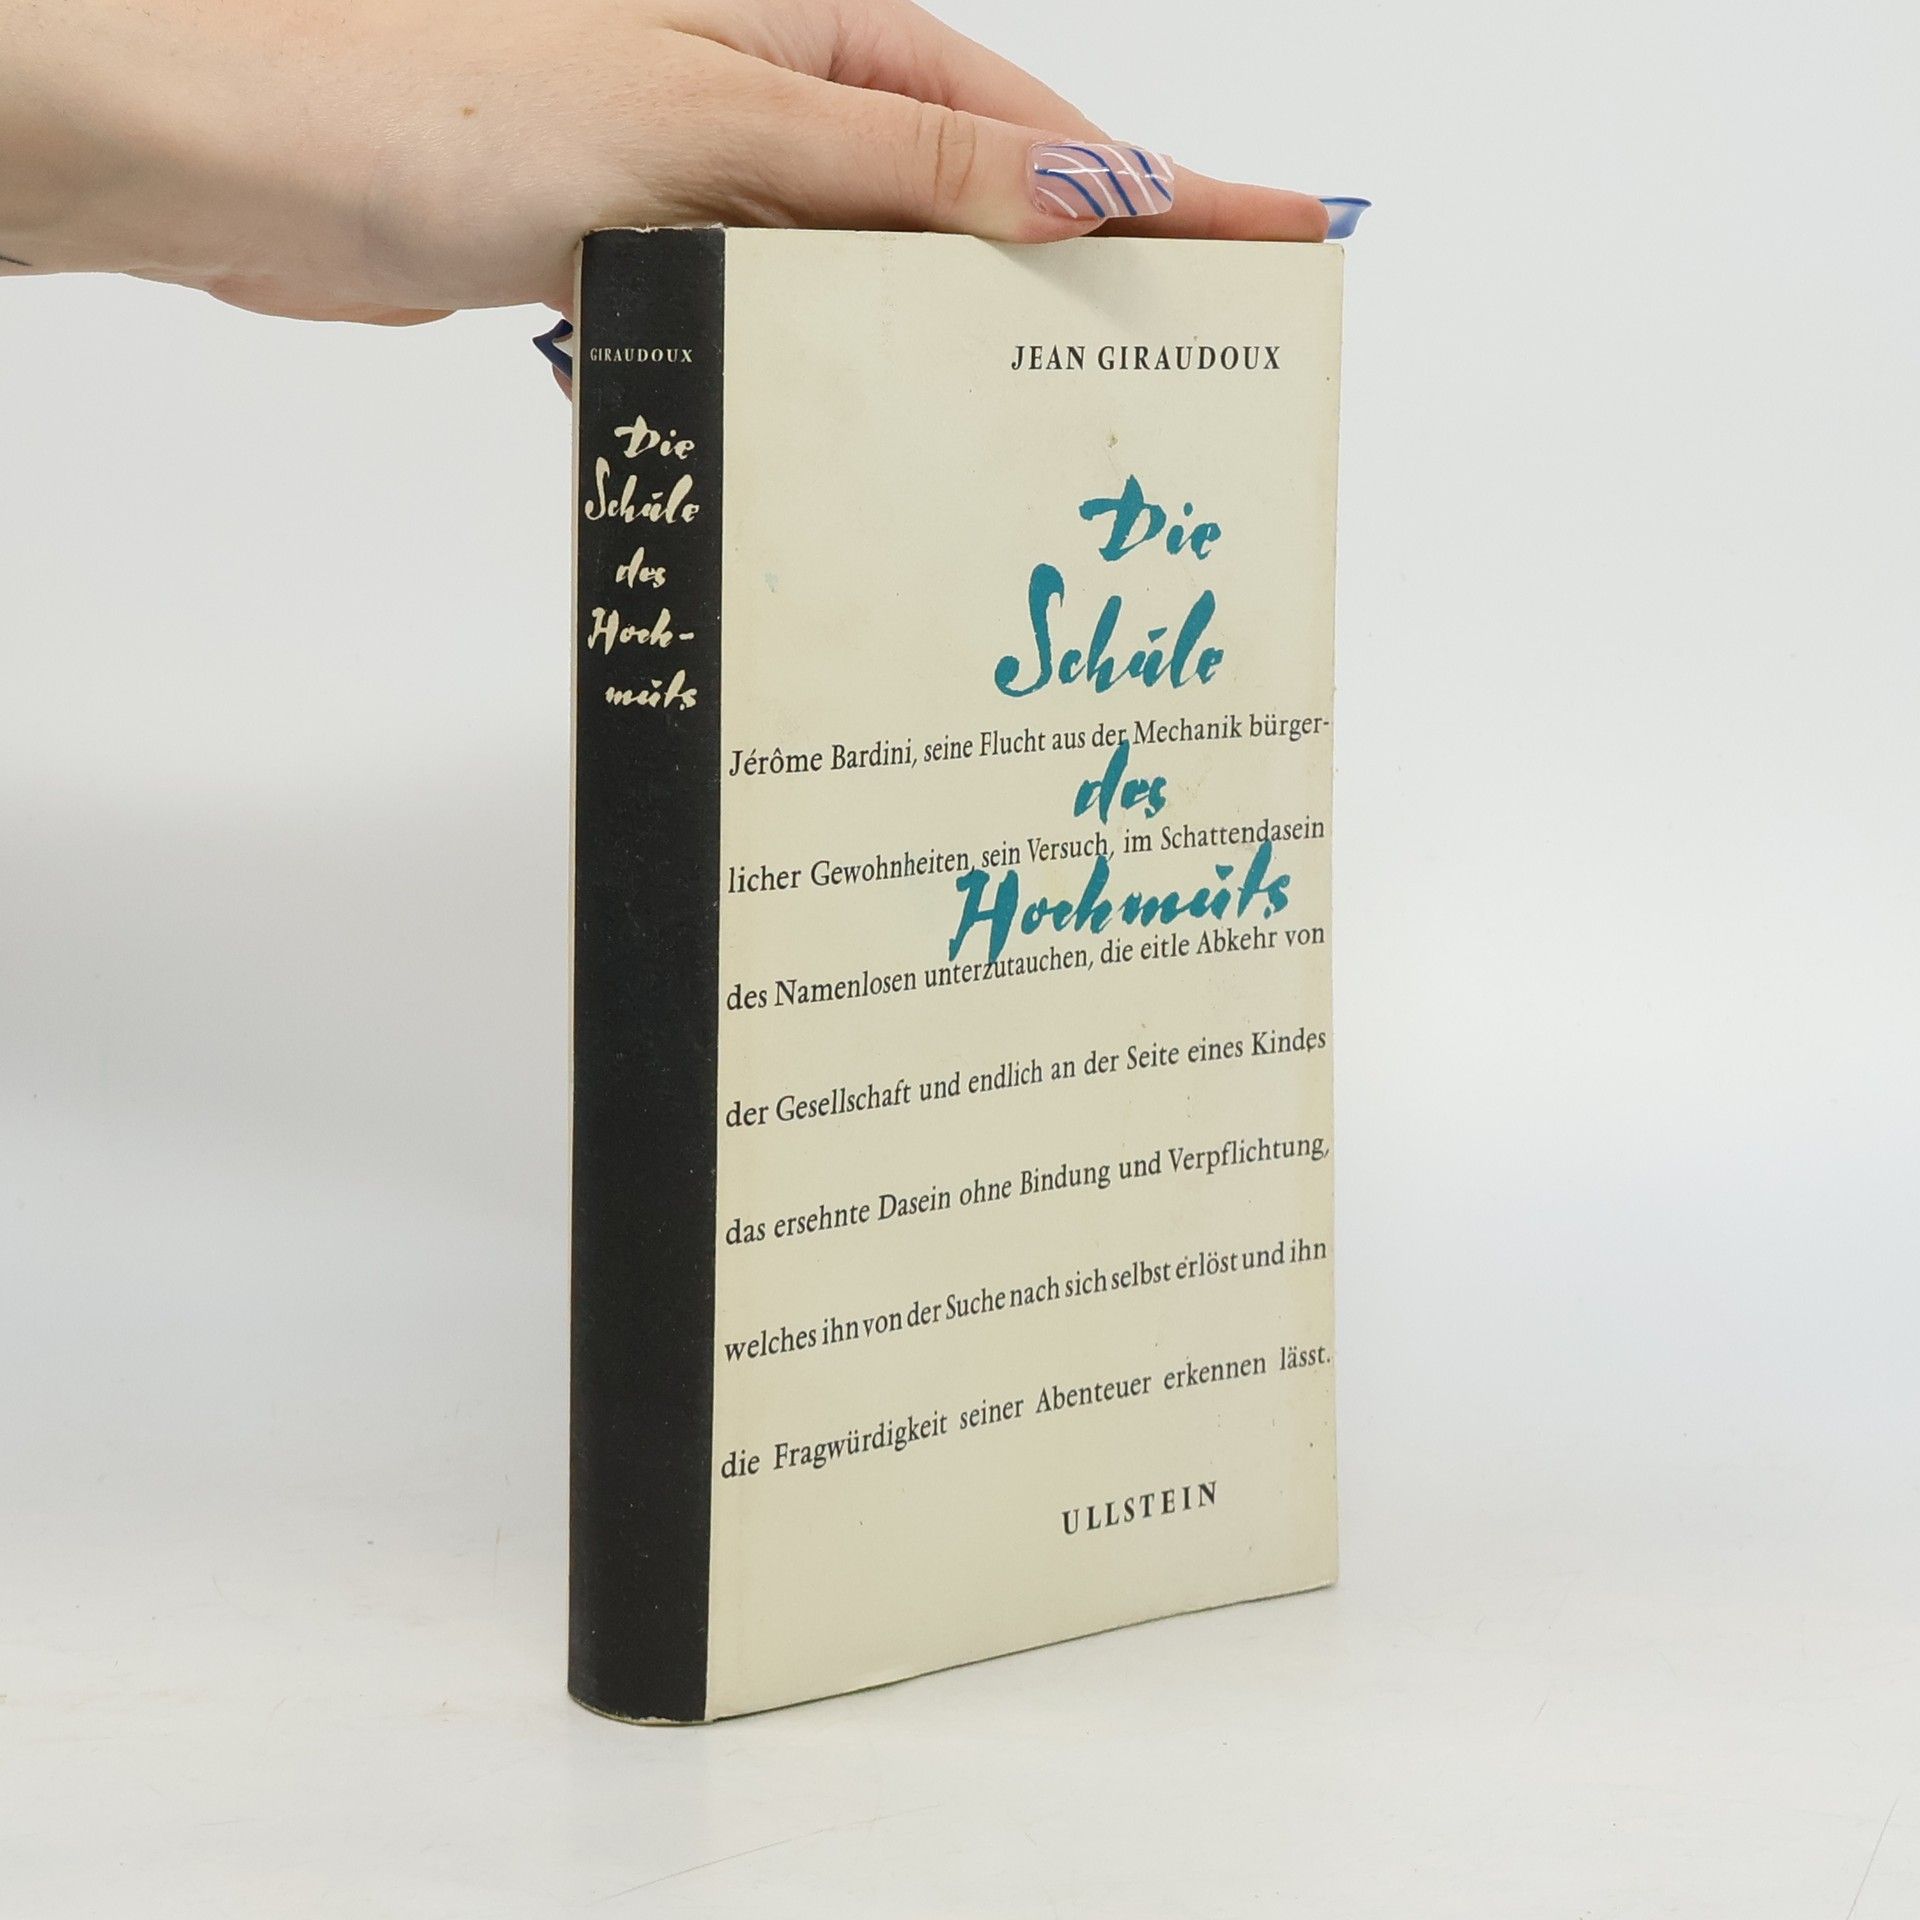 GIRAUDOUX
Die
Schule
des
Hoch-
muts
JEAN GIRAUDOUX
Die
Schule
Jérôme Bardini, seine Flucht aus der Mechanik bürger-
des
licher Gewohnheiten, sein Versuch, im Schattendasein
Hochmuts
des Namenlosen unterzutauchen, die eitle Abkehr von
der Gesellschaft und endlich an der Seite eines Kindes
das ersehnte Dasein ohne Bindung und Verpflichtung,
welches ihn von der Suche nach sich selbst erlöst und ihn
die Fragwürdigkeit seiner Abenteuer erkennen lässt.
ULLSTEIN